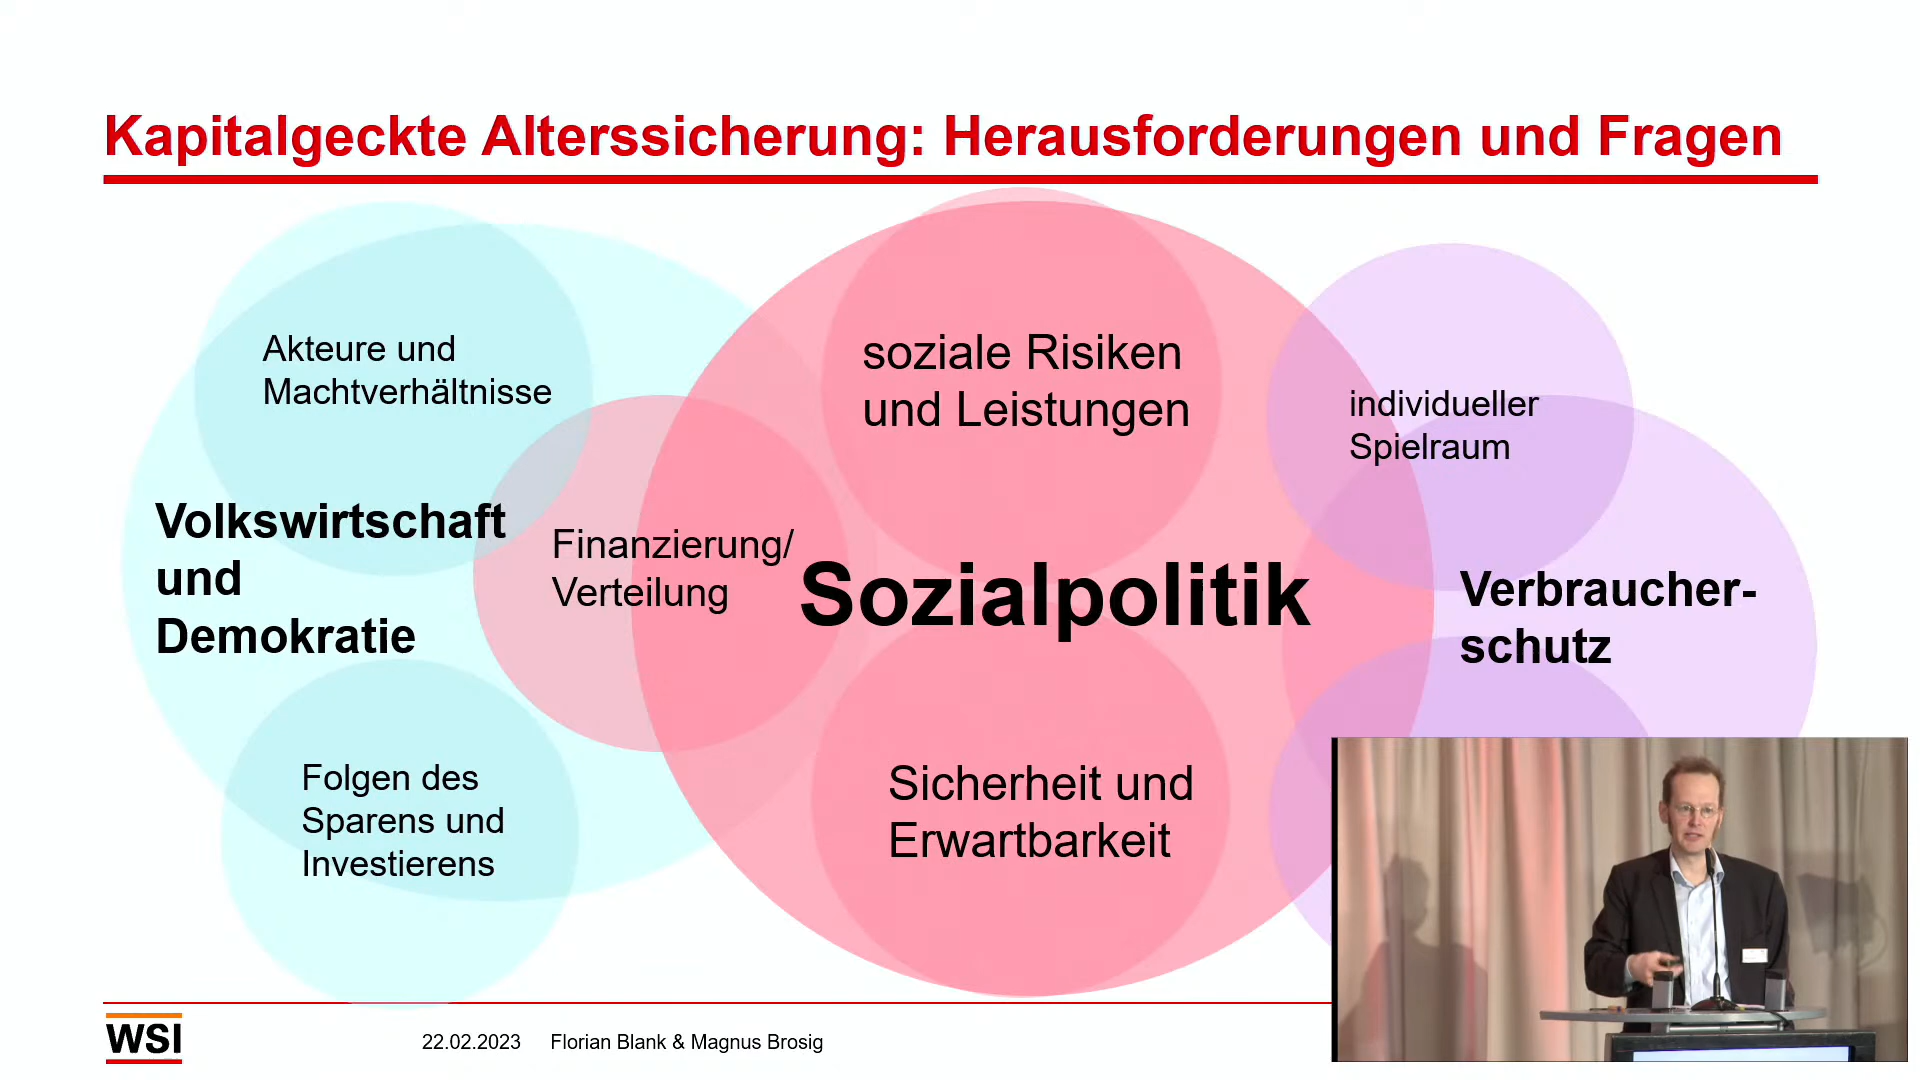 Kapitalgeckte Alterssicherung: Herausforderungen und Fragen
Akteure und
Machtverhältnisse
Volkswirtschaft
und
Demokratie
Folgen des
Sparens und
Investierens
Finanzierung/
Verteilung
soziale Risiken
und Leistungen
Sozialpolitik
Sicherheit und
Erwartbarkeit
individueller
Spielraum
Verbraucher-
schutz
WSI
22.02.2023 Florian Blank & Magnus Brosig